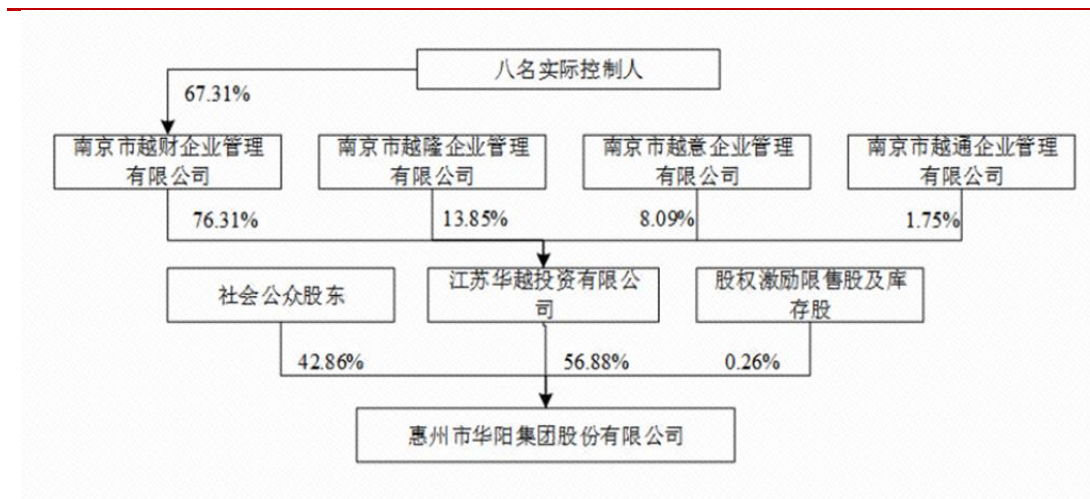 八名实际控制人
67.31%
南京市越财企业管理
有限公司
南京市越隆企业管理
有限公司
南京市越意企业管理
有限公司
南京市越通企业管理
有限公司
76.31%
13.85%
8.09%
1.75%
社会公众股东
江苏华越投资有限公
司
股权激励限售股及库
存股
42.86%
56.88%
0.26%
惠州市华阳集团股份有限公司